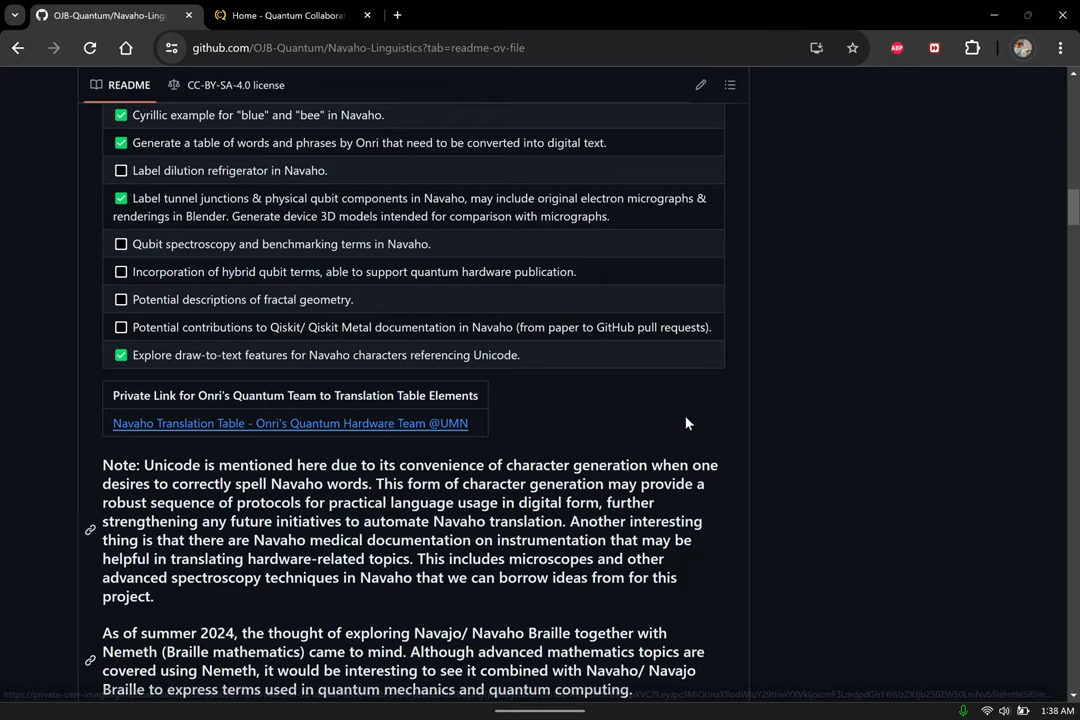 OJB-Quantum/Navaho-Ling
Home - Quantum Collabora
github.com/OJB-Quantum/Navaho-Linguistics?tab=readme-ov-file
ABP
README
CC-BY-SA-4.0 license
Cyrillic example for "blue" and "bee" in Navaho.
Generate a table of words and phrases by Onri that need to be converted into digital text.
Label dilution refrigerator in Navaho.
Label tunnel junctions & physical qubit components in Navaho, may include original electron micrographs &
renderings in Blender. Generate device 3D models intended for comparison with micrographs.
Qubit spectroscopy and benchmarking terms in Navaho.
Incorporation of hybrid qubit terms, able to support quantum hardware publication.
Potential descriptions of fractal geometry.
Potential contributions to Qiskit/ Qiskit Metal documentation in Navaho (from paper to GitHub pull requests).
Explore draw-to-text features for Navaho characters referencing Unicode.
Private Link for Onri's Quantum Team to Translation Table Elements
Navaho Translation Table - Onri's Quantum Hardware Team @UMN
Note: Unicode is mentioned here due to its convenience of character generation when one
desires to correctly spell Navaho words. This form of character generation may provide a
robust sequence of protocols for practical language usage in digital form, further
strengthening any future initiatives to automate Navaho translation. Another interesting
thing is that there are Navaho medical documentation on instrumentation that may be
helpful in translating hardware-related topics. This includes microscopes and other
advanced spectroscopy techniques in Navaho that we can borrow ideas from for this
project.
As of summer 2024, the thought of exploring Navajo/ Navaho Braille together with
Nemeth (Braille mathematics) came to mind. Although advanced mathematics topics are
covered using Nemeth, it would be interesting to see it combined with Navaho/ Navajo
Braille to express terms used in quantum mechanics and quantum computing.
1:38 AM